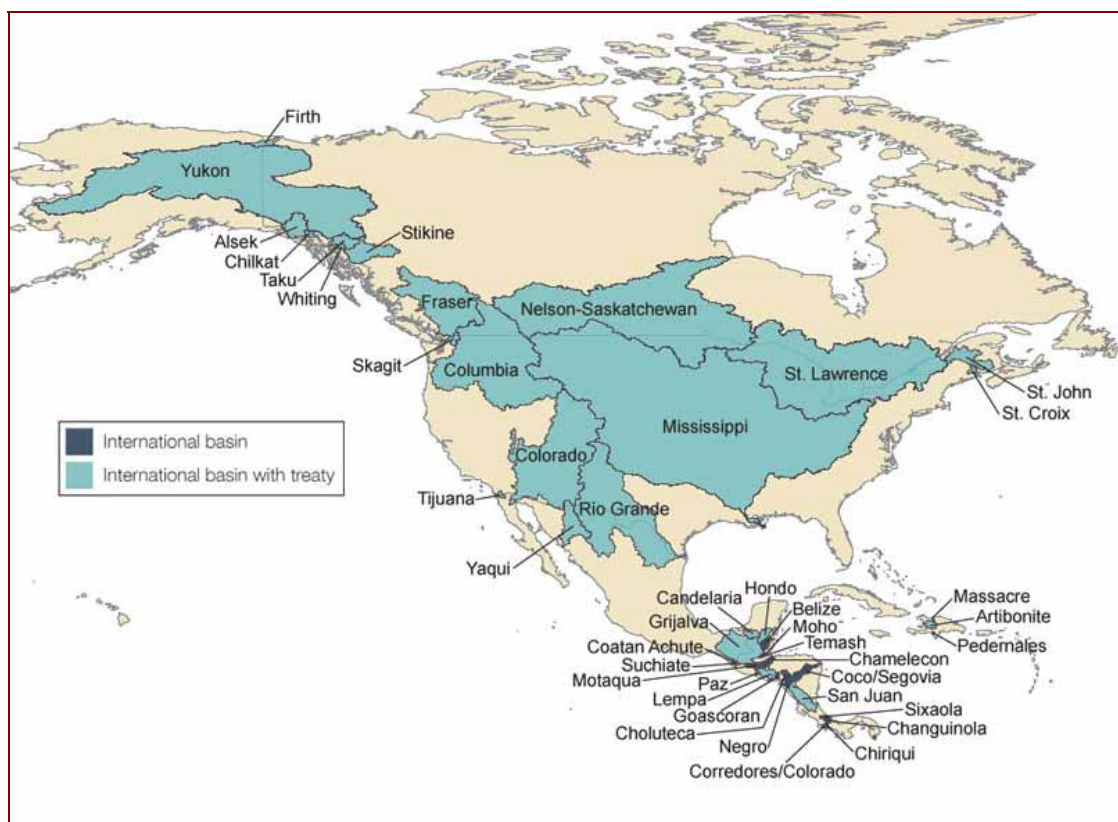 Firth
Yukon
Alsek
Chilkat
Taku
Whiting
Stikine
Fraser
Nelson-Saskatchewan
Skagit
Columbia
St. Lawrence
St. John
St. Croix
Mississippi
International basin
International basin with treaty
Colorado
Tijuana
Rio Grande
Yaqui
Hondo
Candelaria
Belize
Grijalva
Moho
Temash
Massacre
Artibonite
Pedernales
Coatan Achute
Suchiate
Motaqua
Chamelecon
Coco/Segovia
Paz
Lempa
Goascoran
San Juan
Choluteca
Sixaola
Negro
Changuinola
Chiriqui
Corredores/Colorado